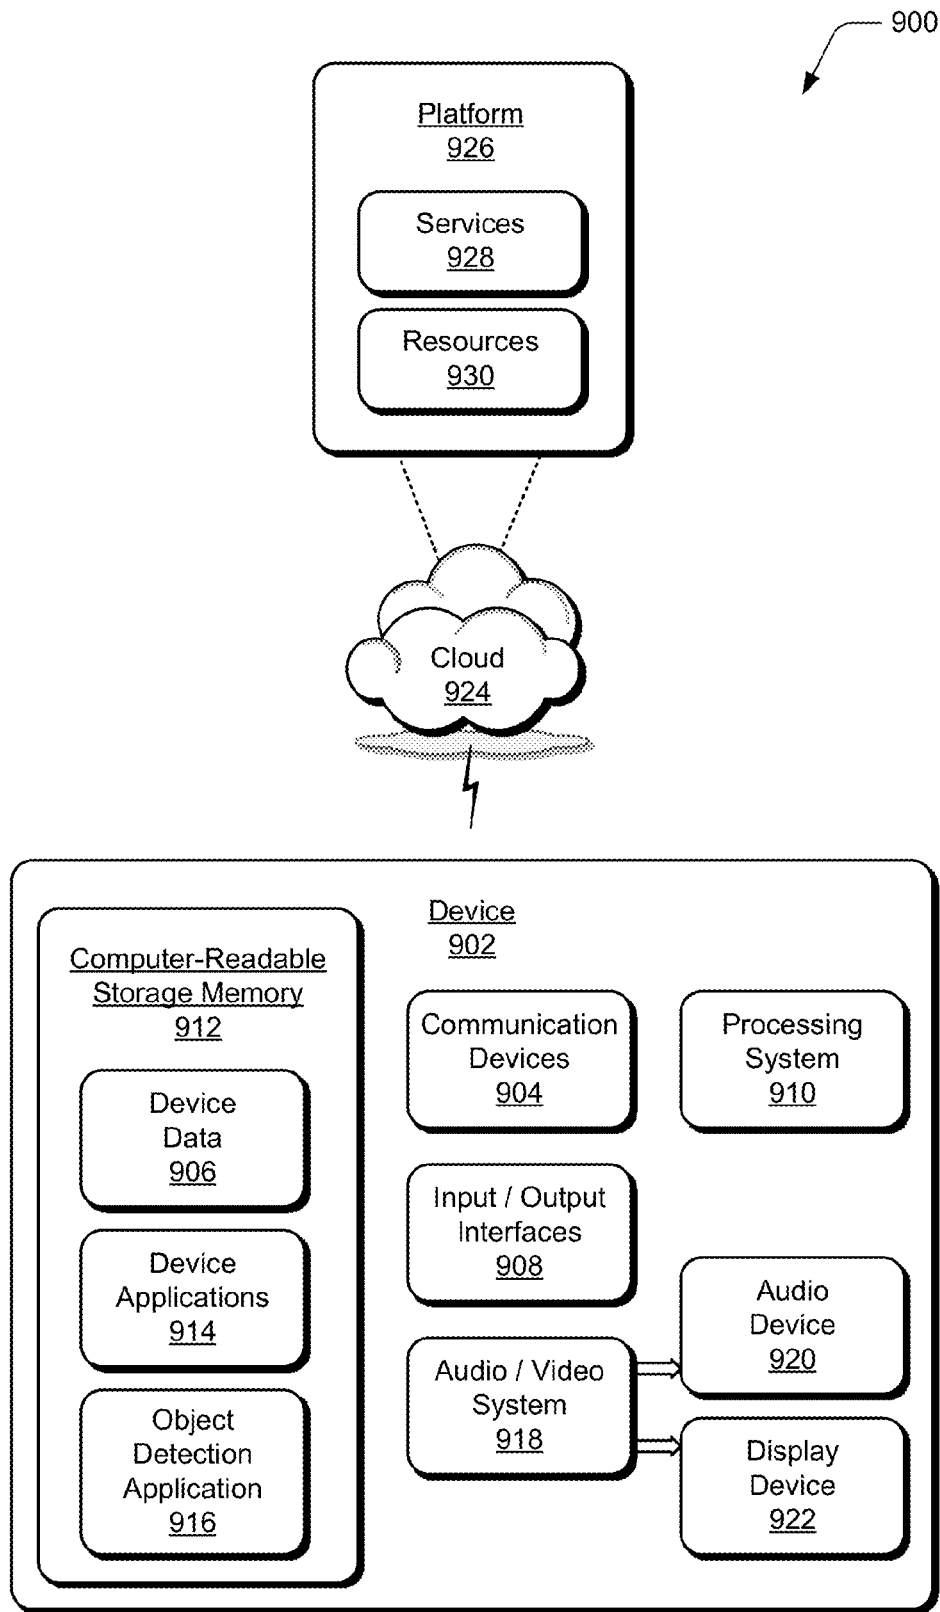 900
Platform
926
Services
928
Resources
930
Cloud
924
Device
902
Computer-Readable
Storage Memory
912
Device
Data
906
Device
Applications
914
Object
Detection
Application
916
Communication
Devices
904
Processing
System
910
Input / Output
Interfaces
908
Audio / Video
System
918
Audio
Device
920
Display
Device
922